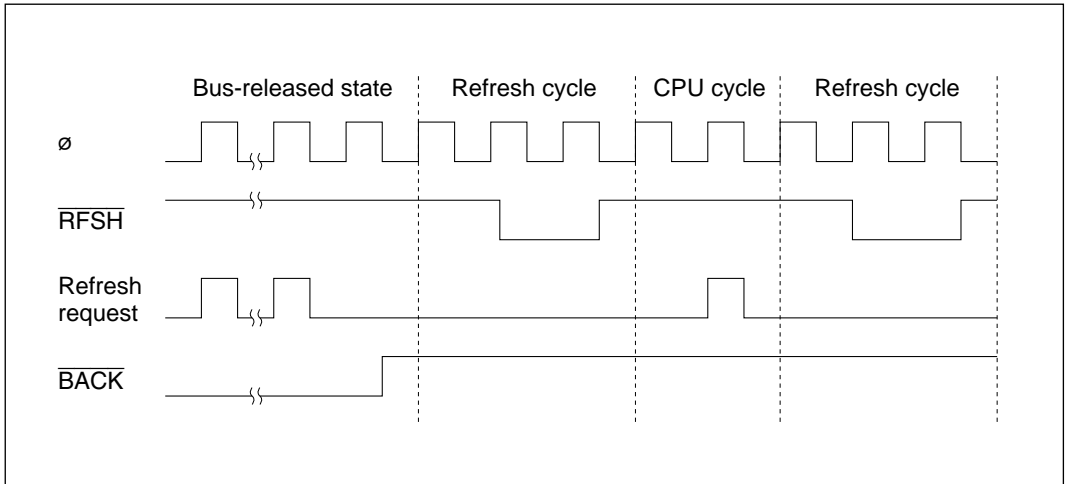 Bus-released state Refresh cycle CPU cycle Refresh cycle
ø
RFSH
Refresh
request
BACK